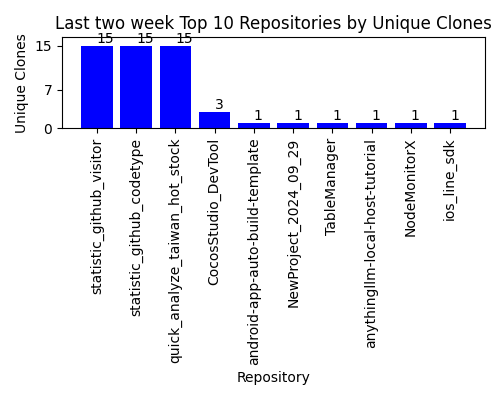 Last two week Top 10 Repositories by Unique Clones
Unique Clones
15
7
0
15
15
15
3
1
1
1
1
1
1
statistic_github_visitor
statistic_github_codetype
quick_analyze_taiwan_hot_stock
CocosStudio_DevTool
android-app-auto-build-template
NewProject_2024_09_29
TableManager
anythingllm-local-host-tutorial
NodeMonitorX
ios_line_sdk
Repository